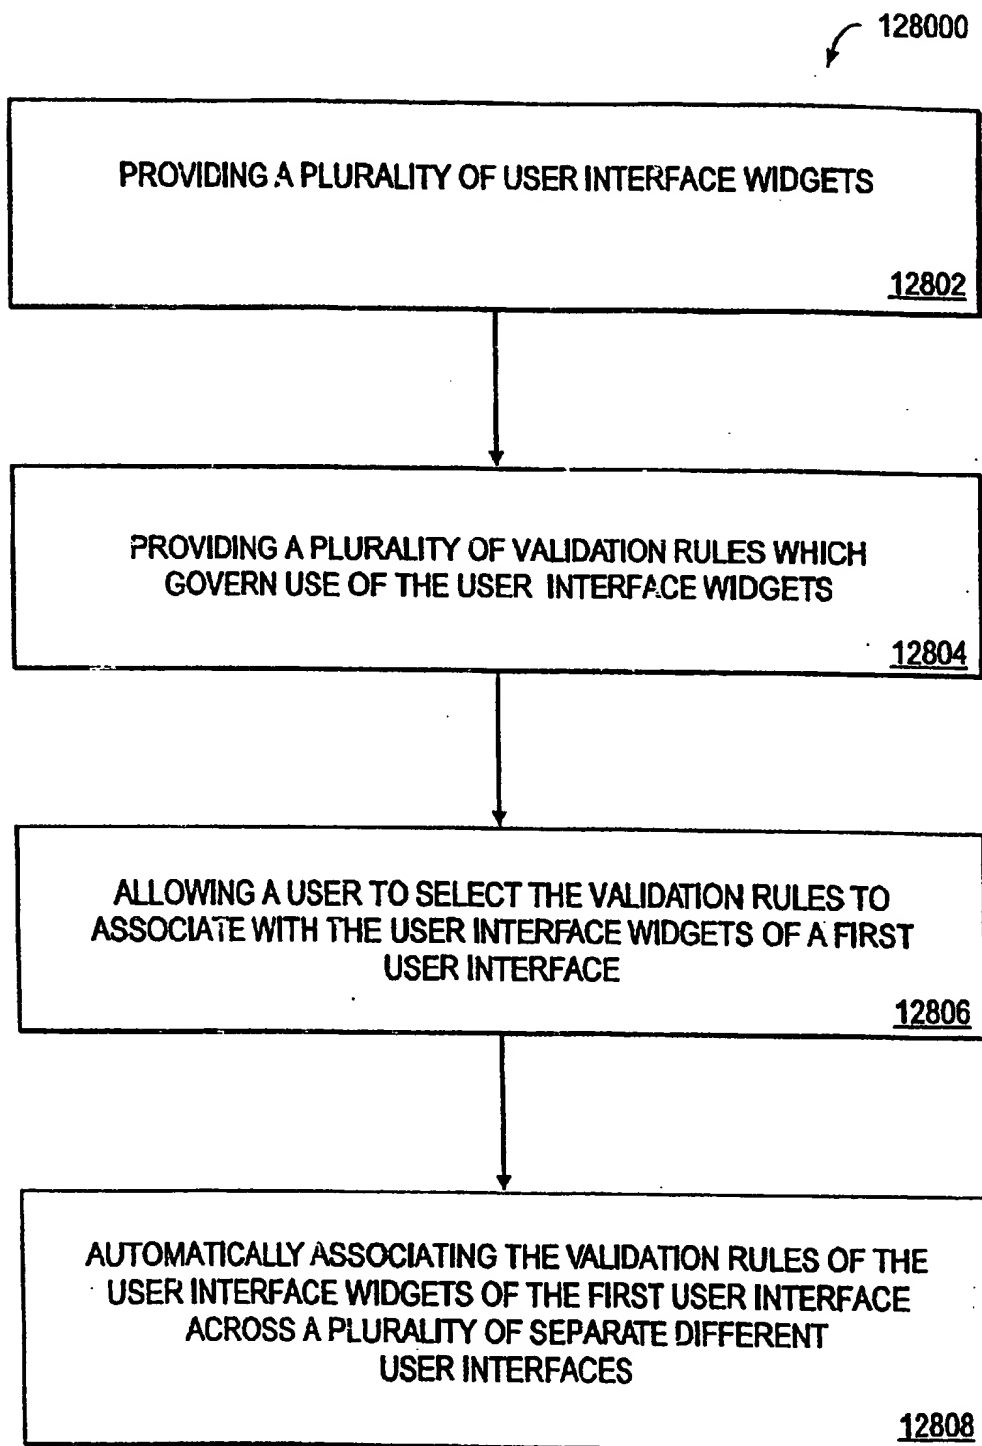 128000
PROVIDING A PLURALITY OF USER INTERFACE WIDGETS
12802
PROVIDING A PLURALITY OF VALIDATION RULES WHICH
GOVERN USE OF THE USER INTERFACE WIDGETS
12804
ALLOWING A USER TO SELECT THE VALIDATION RULES TO
ASSOCIATE WITH THE USER INTERFACE WIDGETS OF A FIRST
USER INTERFACE
12806
AUTOMATICALLY ASSOCIATING THE VALIDATION RULES OF THE
USER INTERFACE WIDGETS OF THE FIRST USER INTERFACE
ACROSS A PLURALITY OF SEPARATE DIFFERENT
USER INTERFACES
12808